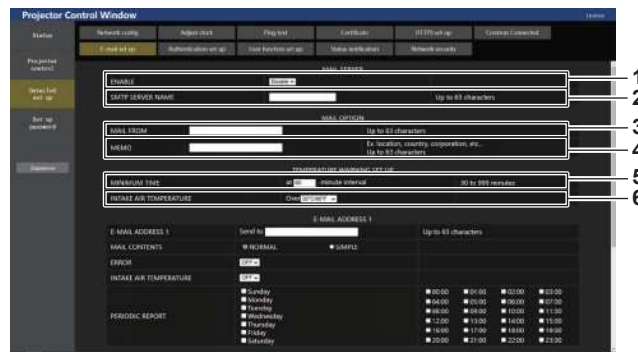 Projector Control Window
Status
Network config
Adjust clock
Ping test
Certificate
HTTPS set up
Crestron Connected
E-mail set up
Authentication set up
User function set up
Status notification
Network security
Projector control
Detailed set up
Set up password
MAIL SERVER
ENABLE
1
SMTP SERVER NAME
Up to 63 characters
2
MAIL OPTION
MAIL FROM
Up to 63 characters
3
MEMO
Ex. location, country, corporation, etc..
Up to 63 characters
4
TEMPERATURE WARNING SET UP
MINIMUM TIME
at
-minute interval
30 to 999 minutes
5
INTAKE AIR TEMPERATURE
Over
6
E-MAIL ADDRESS 1
E-MAIL ADDRESS 1
Send to
Up to 63 characters
MAIL CONTENTS
NORMAL
SIMPLE
ERROR
OFF
INTAKE AIR TEMPERATURE
OFF
PERIODIC REPORT
Sunday
Monday
Tuesday
Wednesday
Thursday
Friday
Saturday
00:00 01:00 02:00 03:00
04:00 05:00 06:00 07:00
08:00 09:00 10:00 11:00
12:00 13:00 14:00 15:00
16:00 17:00 18:00 19:00
20:00 21:00 22:00 23:00